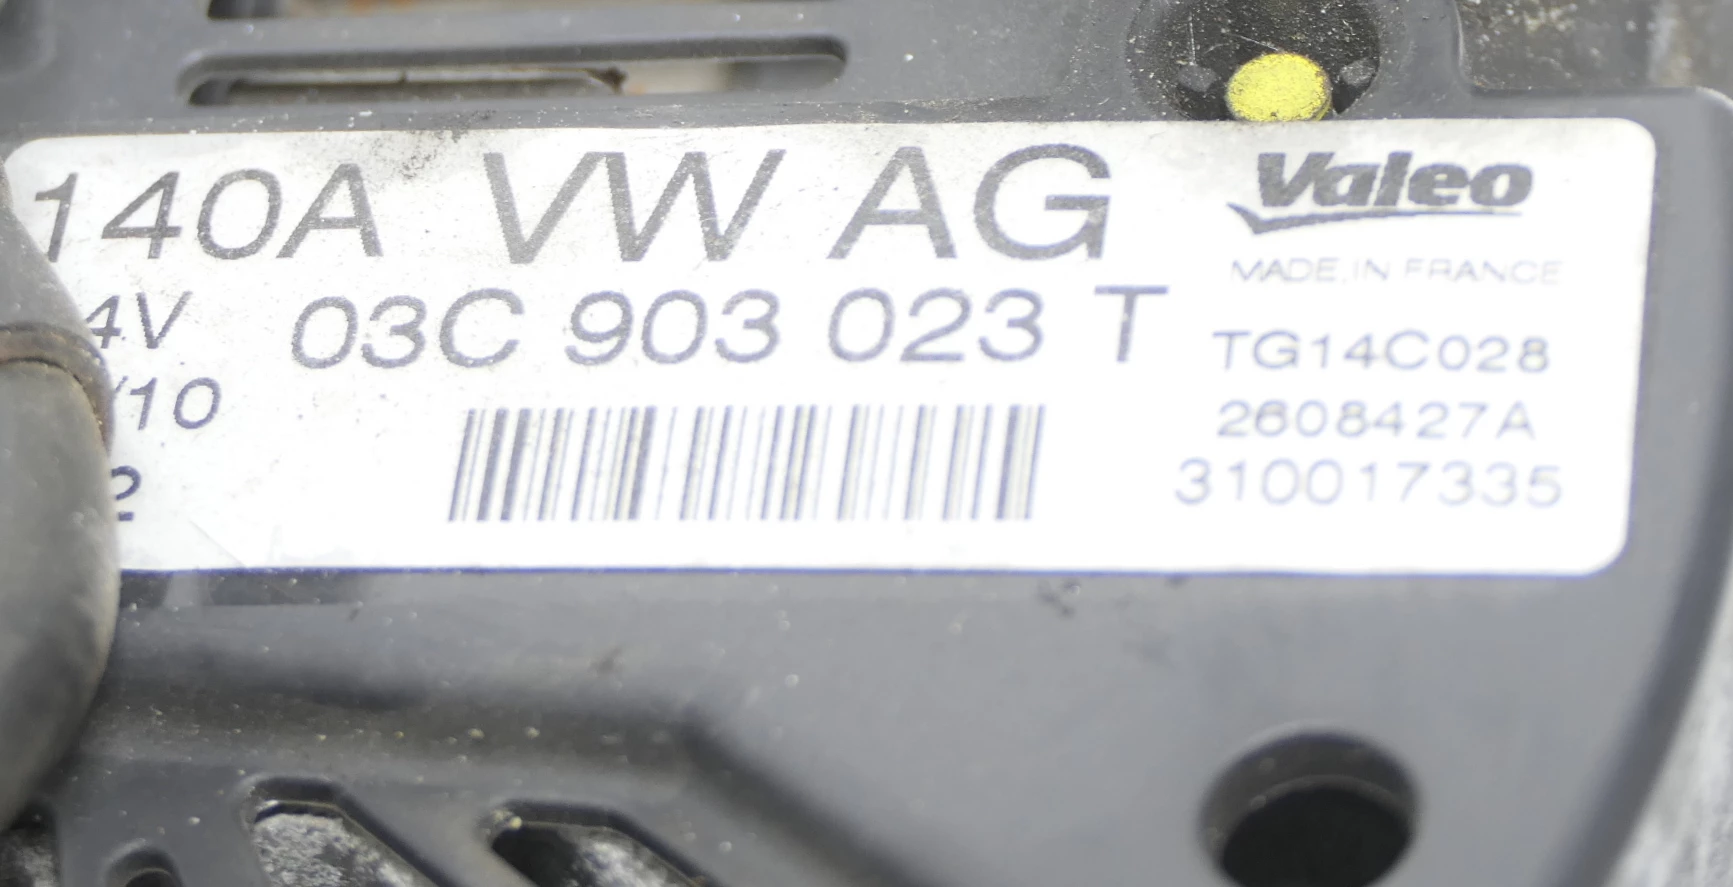 140A VW AG
Valeo
MADE IN FRANCE
4V 03C 903 023 T
TG14C028
/10
2608427A
2
310017335